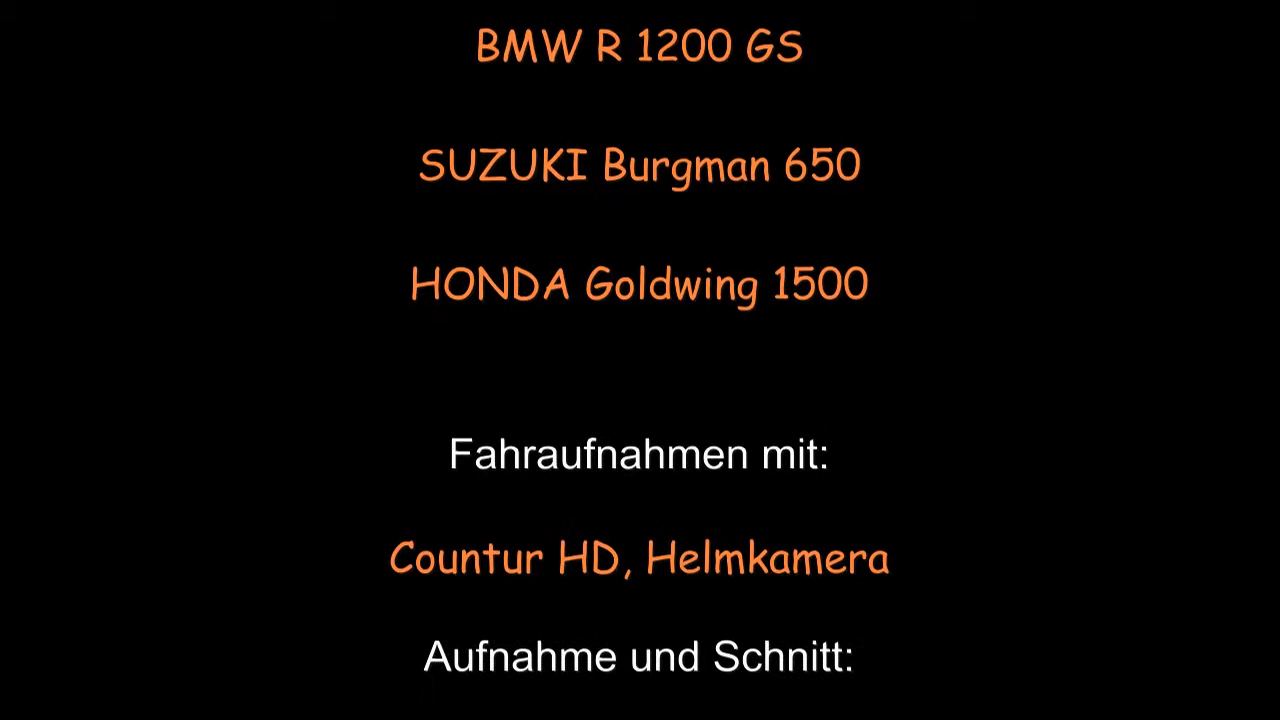 BMW R 1200 GS
SUZUKI Burgman 650
HONDA Goldwing 1500
Fahraufnahmen mit:
Countur HD, Helmkamera
Aufnahme und Schnitt: